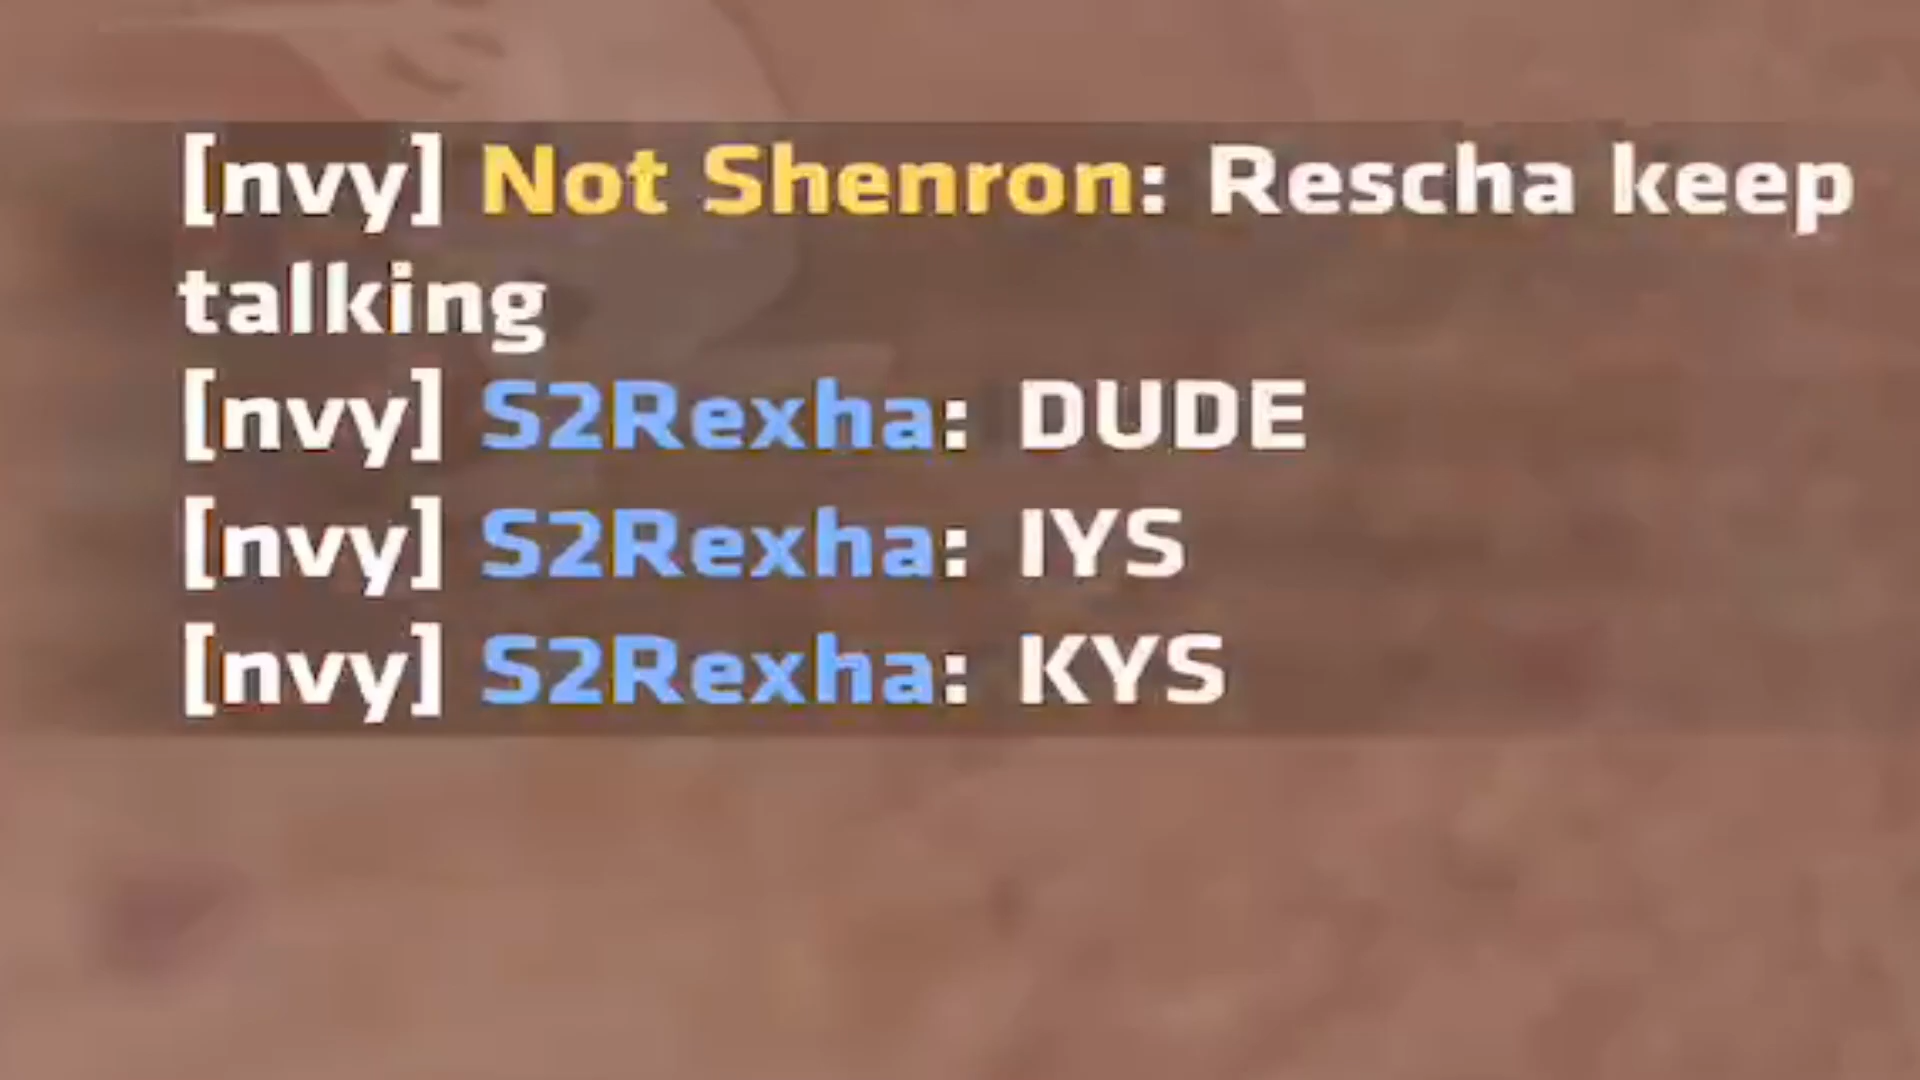 [nvy] Not Shenron: Rescha keep
talking
[nvy] S2Rexha: DUDE
[nvy] S2Rexha: IYS
[nvy] S2Rexha: KYS